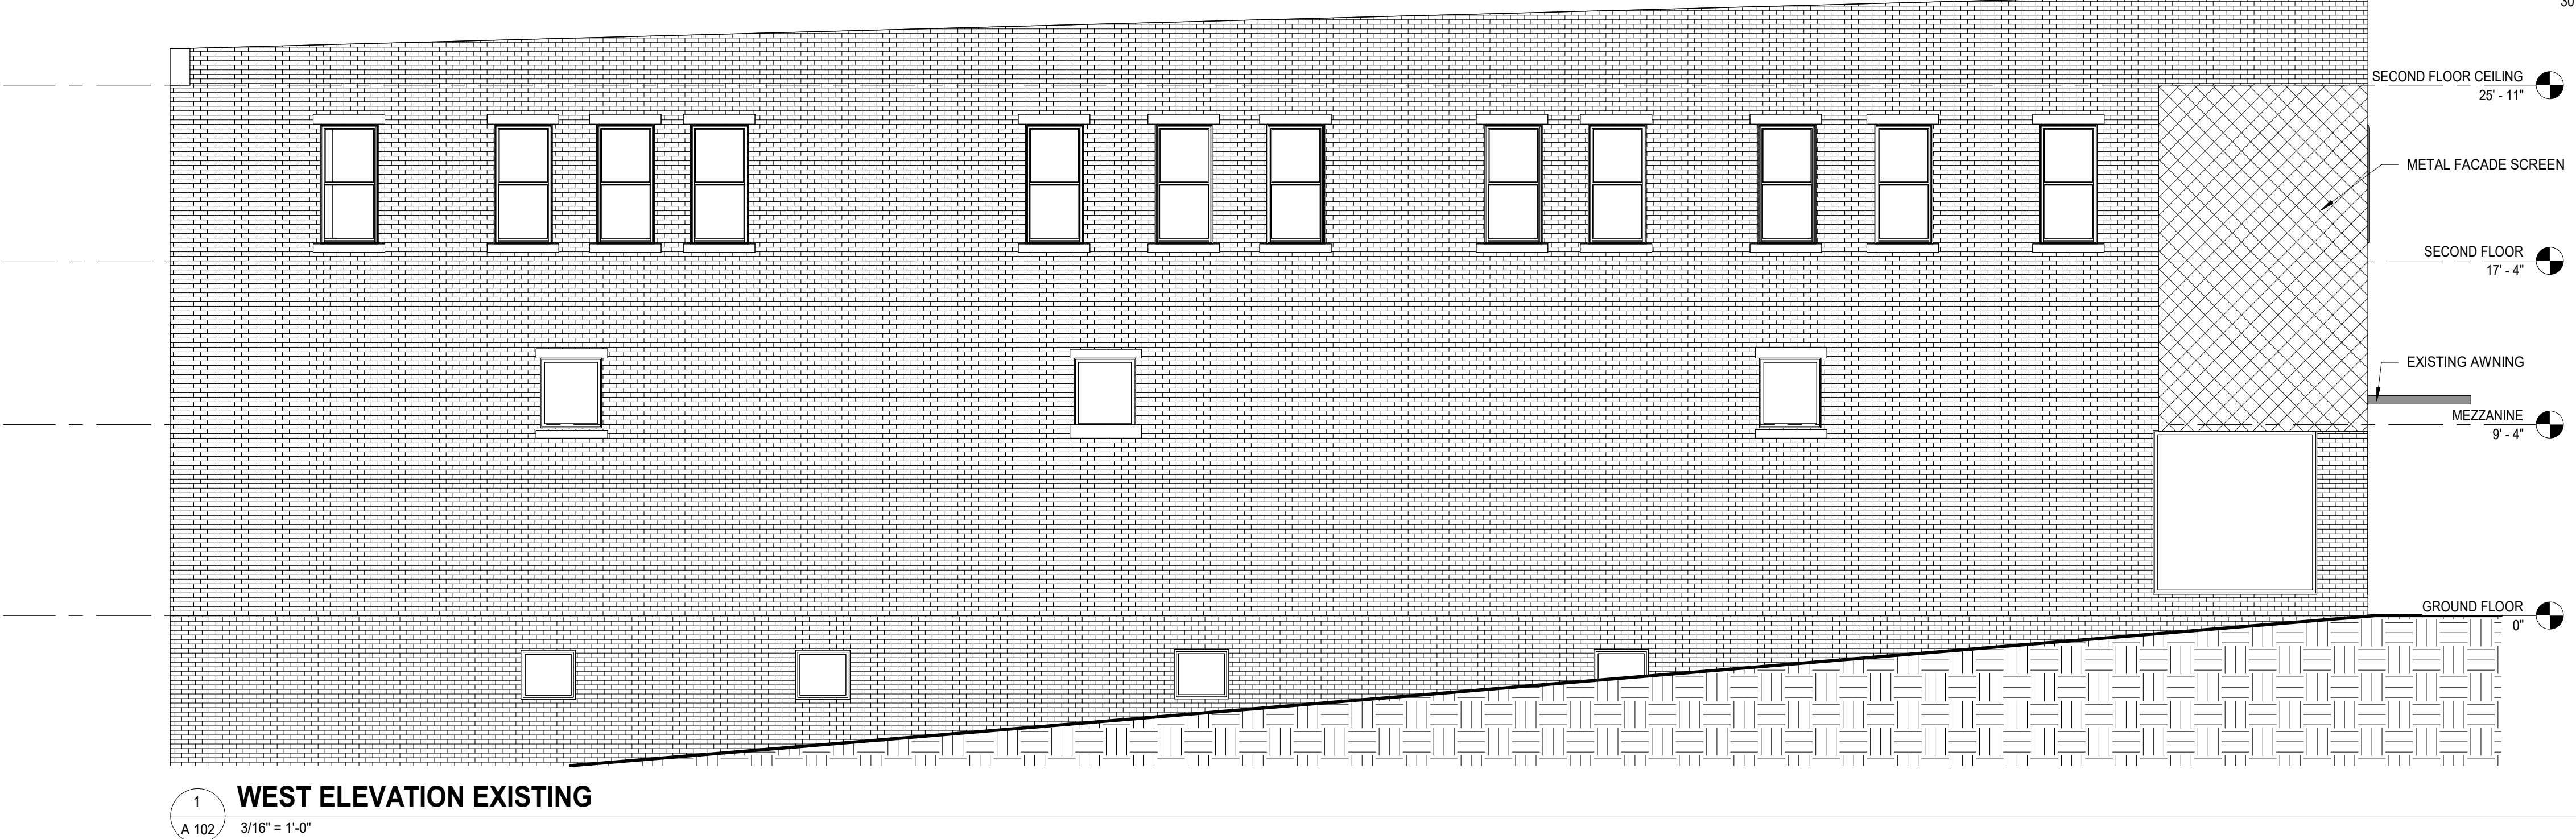 30
SECOND FLOOR CEILING
25' - 11"
METAL FACADE SCREEN
SECOND FLOOR
17' - 4"
EXISTING AWNING
MEZZANINE
9' - 4"
GROUND FLOOR
0"
1
WEST ELEVATION EXISTING
A 102
3/16" = 1'-0"